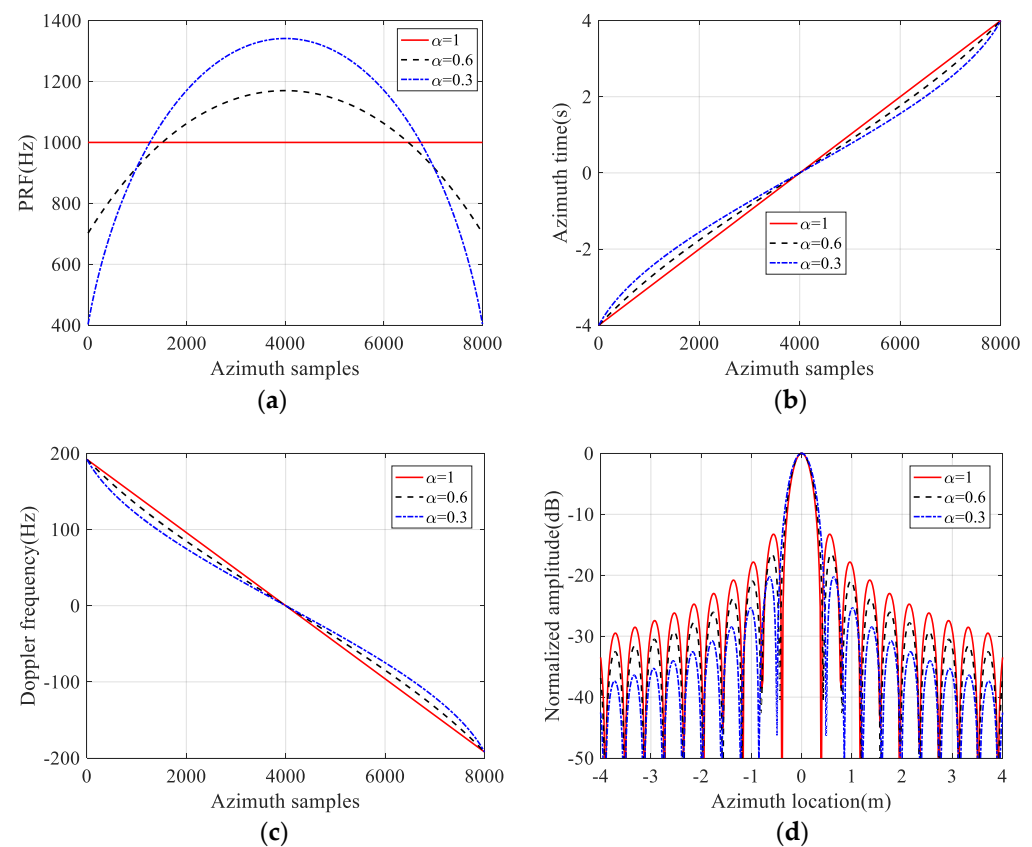 1400
1200
1000
800
600
400
PRF(Hz)
α=1
α=0.6
α=0.3
0
2000
4000
6000
8000
Azimuth samples
(a)
4
2
0
-2
-4
Azimuth time(s)
α=1
α=0.6
α=0.3
0
2000
4000
6000
8000
Azimuth samples
(b)
200
100
0
-100
-200
Doppler frequency(Hz)
α=1
α=0.6
α=0.3
0
2000
4000
6000
8000
Azimuth samples
(c)
0
-10
-20
-30
-40
-50
Normalized amplitude(dB)
α=1
α=0.6
α=0.3
-4
-3
-2
-1
0
1
2
3
4
Azimuth location(m)
(d)